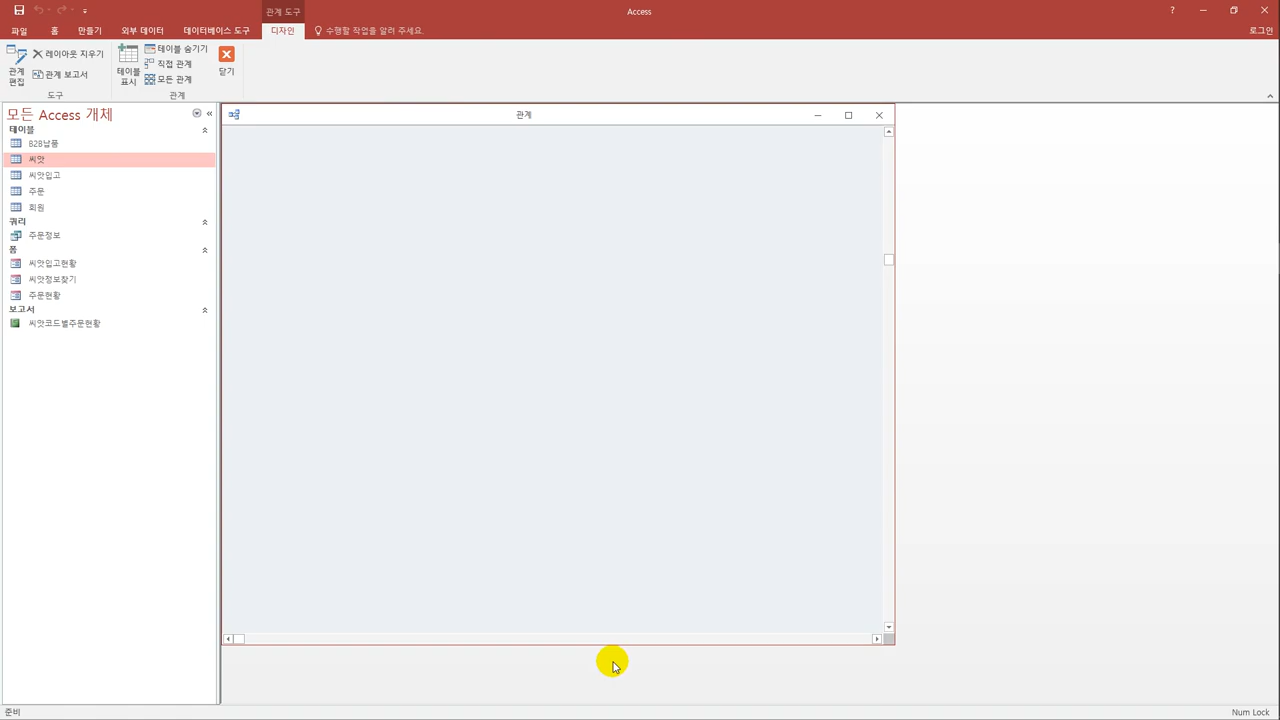 관계 도구
Access
?
파일
홈
만들기
외부 데이터
데이터베이스 도구
디자인
수행할 작업을 알려 주세요.
로그인
관계
편집
레이아웃 지우기
관계 보고서
도구
테이블
표시
테이블 숨기기
직접 관계
모든 관계
관계
닫기
모든 Access 개체
테이블
B2B납품
씨앗
씨앗입고
주문
회원
쿼리
주문정보
폼
씨앗입고현황
씨앗정보찾기
주문현황
보고서
씨앗코드별주문현황
관계
준비
Num Lock